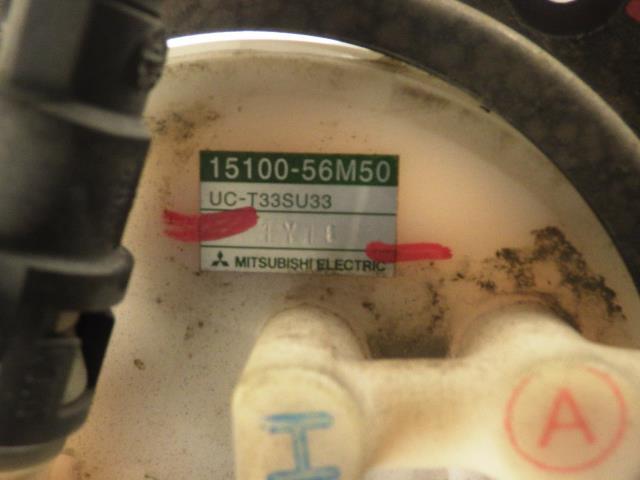 15100-56M50
UC-T33SU33
MITSUBISHI ELECTRIC
H
A